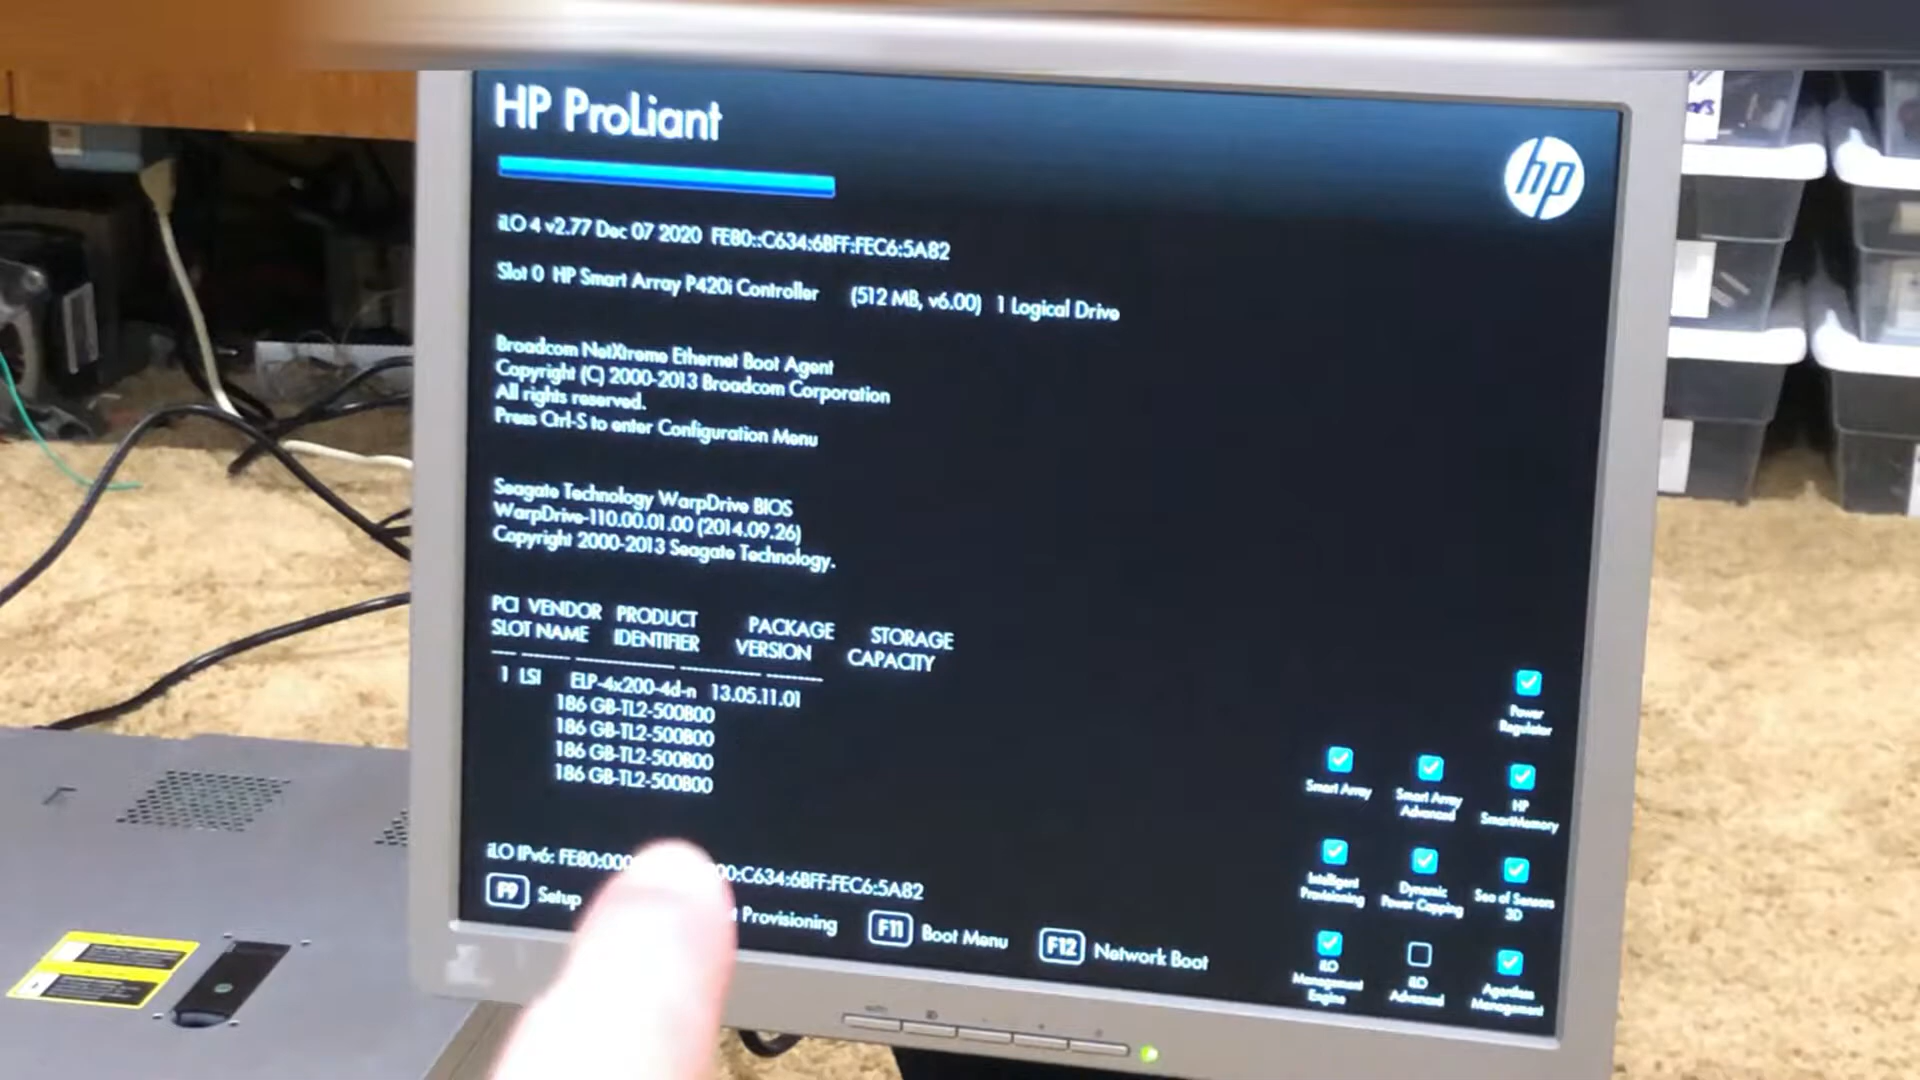 HP ProLiant
hp
iLO 4 v2.77 Dec 07 2020 FE80::C634:6BFF:FEC6:5A82
Slot 0 HP Smart Array P420i Controller (512 MB, v6.00) 1 Logical Drive
Broadcom NetXtreme Ethernet Boot Agent
Copyright (C) 2000-2013 Broadcom Corporation
All rights reserved.
Press Ctrl-S to enter Configuration Menu
Seagate Technology WarpDrive BIOS
WarpDrive-110.00.01.00 (2014.09.26)
Copyright 2000-2013 Seagate Technology.
PCI VENDOR PRODUCT PACKAGE STORAGE
SLOT NAME IDENTIFIER VERSION CAPACITY
1 LSI ELP-4x200-4d-n 13.05.11.01
186 GB-TL2-500B00
186 GB-TL2-500B00
186 GB-TL2-500B00
186 GB-TL2-500B00
Power
Regulator
Smart Array
Smart Array
Advanced
HP
SmartMemory
Intelligent
Provisioning
Dynamic
Power Capping
Sea of Sensors
3D
iLO
Management
Engine
iLO
Advanced
Agentless
Management
iLO IPv6: FE80:000 00:C634:6BFF:FEC6:5A82
F9 Setup Provisioning F11 Boot Menu F12 Network Boot
auto